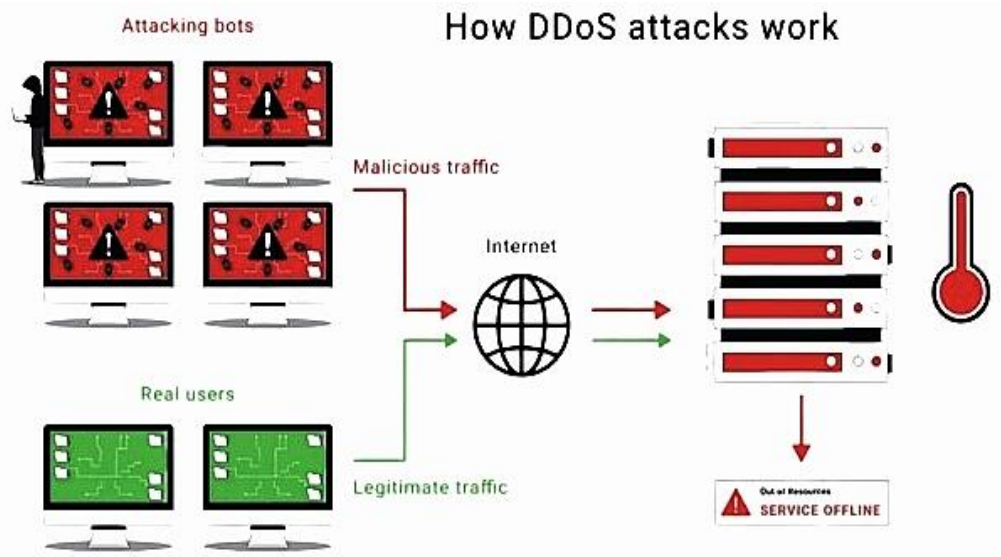 How DDoS attacks work
Attacking bots
Malicious traffic
Internet
Real users
Legitimate traffic
Out of Resources
SERVICE OFFLINE